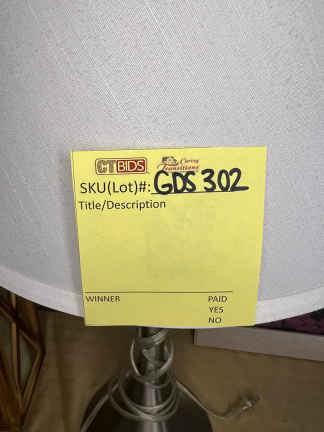 CTBIDS Caring Transitions
SKU(Lot)#: GDS 302
Title/Description
WINNER PAID
YES
NO